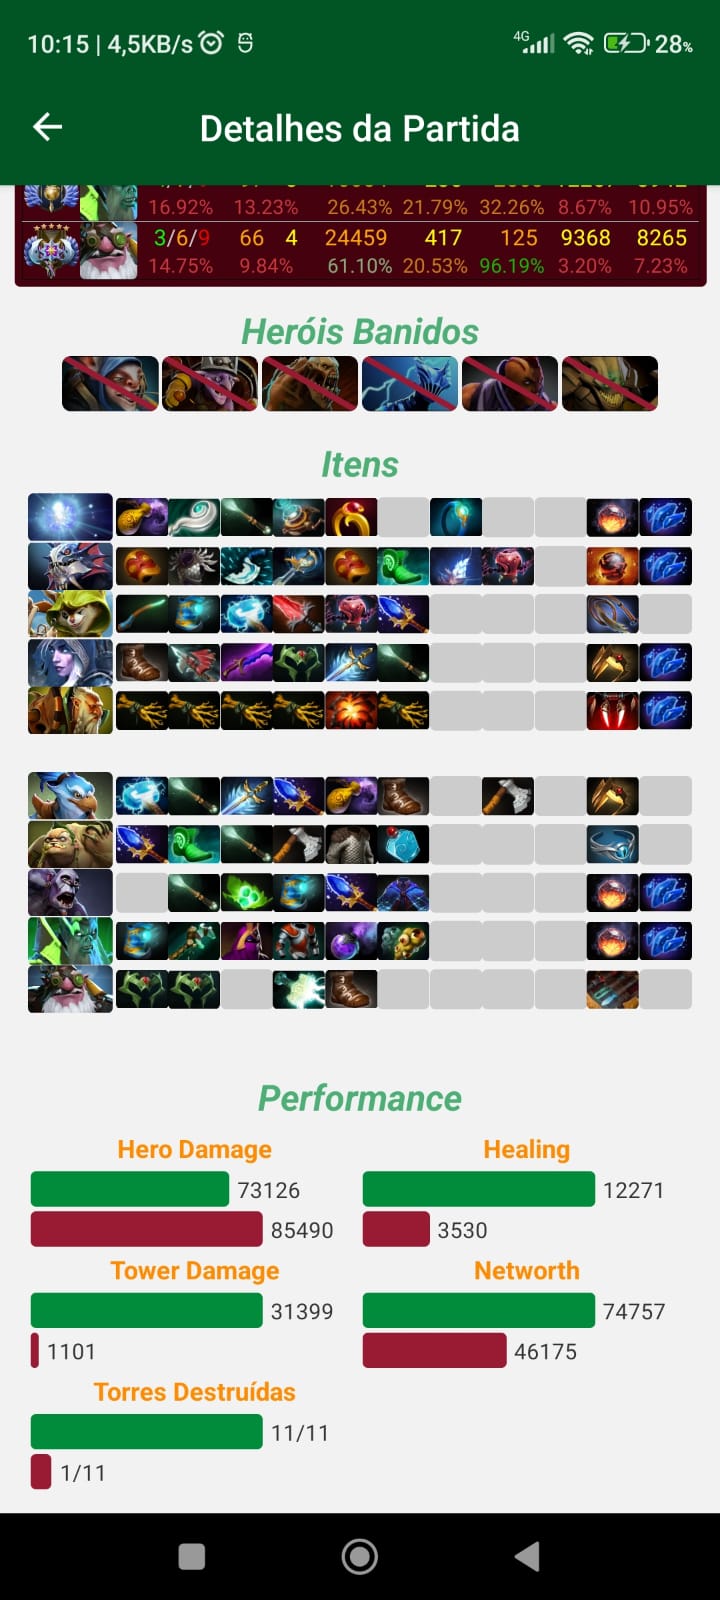 10:15 | 4,5KB/s 4G 28%
Detalhes da Partida
16.92% 13.23% 26.43% 21.79% 32.26% 8.67% 10.95%
3/6/9 66 4 24459 417 125 9368 8265
14.75% 9.84% 61.10% 20.53% 96.19% 3.20% 7.23%
Heróis Banidos
Itens
Performance
Hero Damage Healing
73126 12271
85490 3530
Tower Damage Networth
31399 74757
1101 46175
Torres Destruídas
11/11
1/11